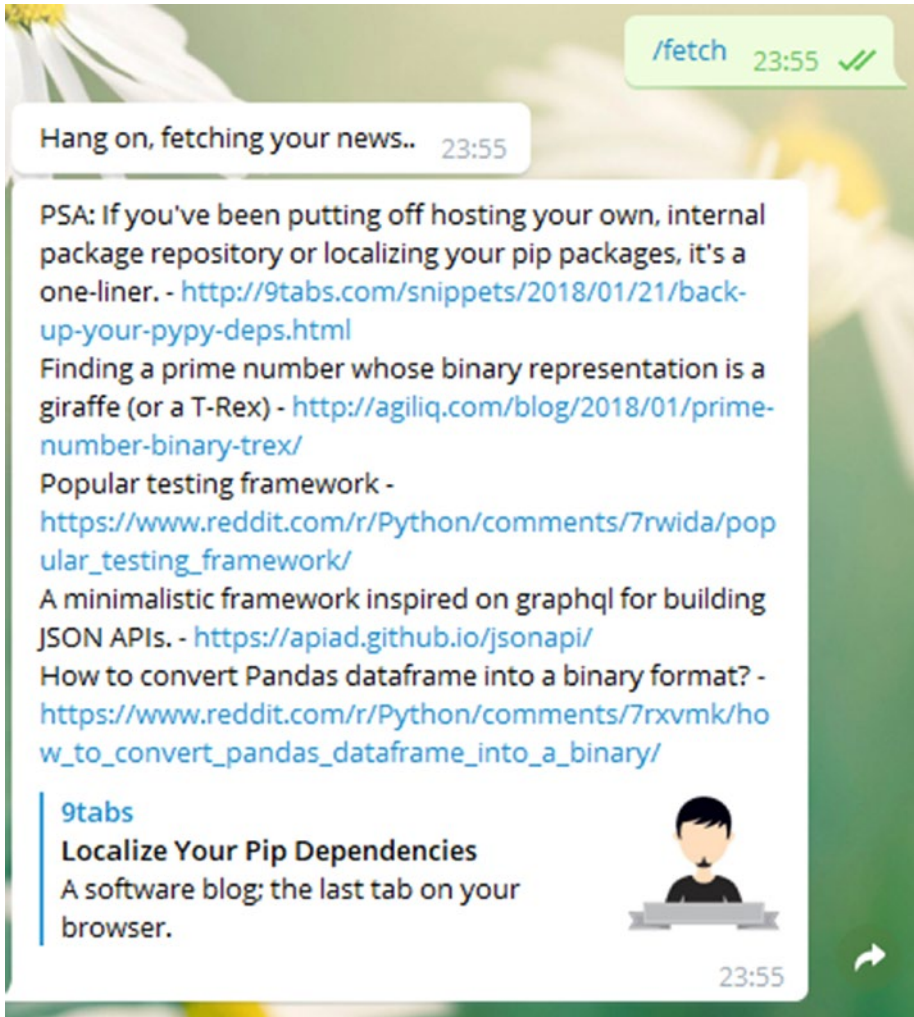 /fetch 23:55
Hang on, fetching your news.. 23:55
PSA: If you've been putting off hosting your own, internal
package repository or localizing your pip packages, it's a
one-liner. - http://9tabs.com/snippets/2018/01/21/back-
up-your-pypy-deps.html
Finding a prime number whose binary representation is a
giraffe (or a T-Rex) - http://agiliq.com/blog/2018/01/prime-
number-binary-trex/
Popular testing framework -
https://www.reddit.com/r/Python/comments/7rwida/pop
ular_testing_framework/
A minimalistic framework inspired on graphql for building
JSON APIs. - https://apiad.github.io/jsonapi/
How to convert Pandas dataframe into a binary format? -
https://www.reddit.com/r/Python/comments/7rxvmk/ho
w_to_convert_pandas_dataframe_into_a_binary/
9tabs
Localize Your Pip Dependencies
A software blog; the last tab on your
browser.
23:55